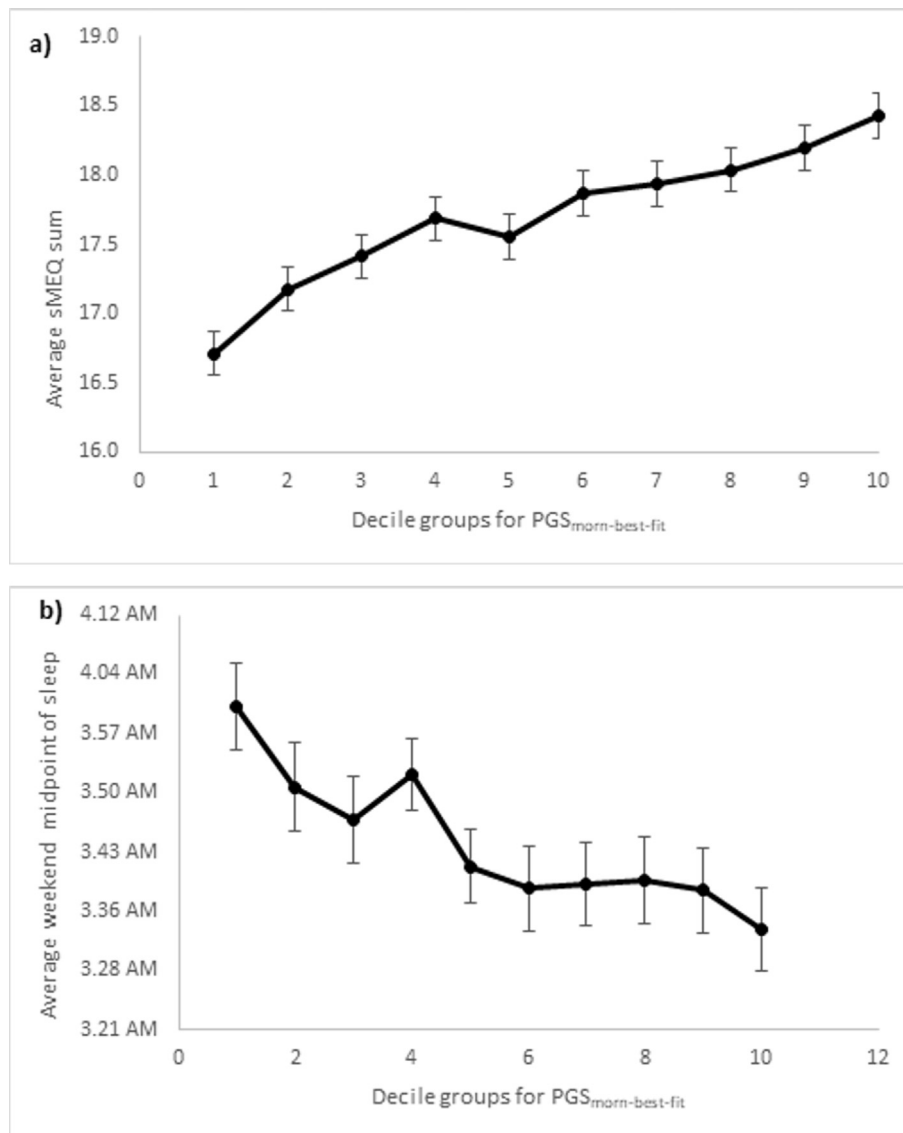 a)
Average sMEQ sum
19.0
18.5
18.0
17.5
17.0
16.5
16.0
0 1 2 3 4 5 6 7 8 9 10
Decile groups for PGSmorn-best-fit
b)
Average weekend midpoint of sleep
4.12 AM
4.04 AM
3.57 AM
3.50 AM
3.43 AM
3.36 AM
3.28 AM
3.21 AM
0 2 4 6 8 10 12
Decile groups for PGSmorn-best-fit